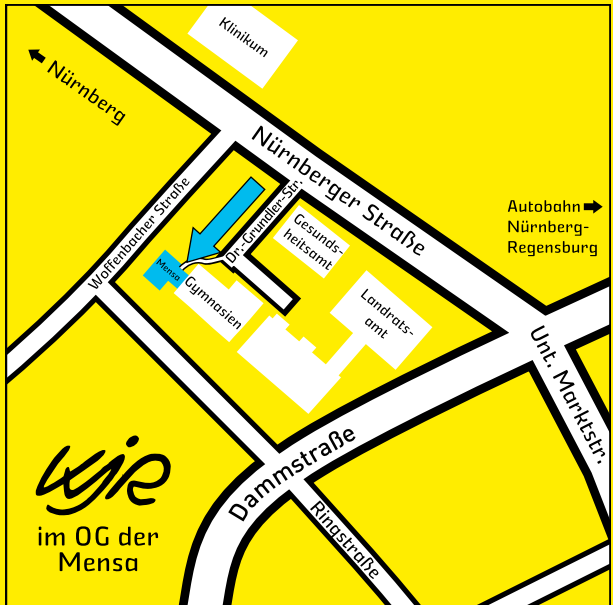 Klinikum
Nürnberg
Nürnberger Straße
Woffenbacher Straße
Dr.-Grundler-Str.
Autobahn
Nürnberg-
Regensburg
Gesunds-
heitsamt
Mensa
Gymnasien
Landrats-
amt
Unt. Marktstr.
Dammstraße
Ringstraße
wjr
im OG der
Mensa